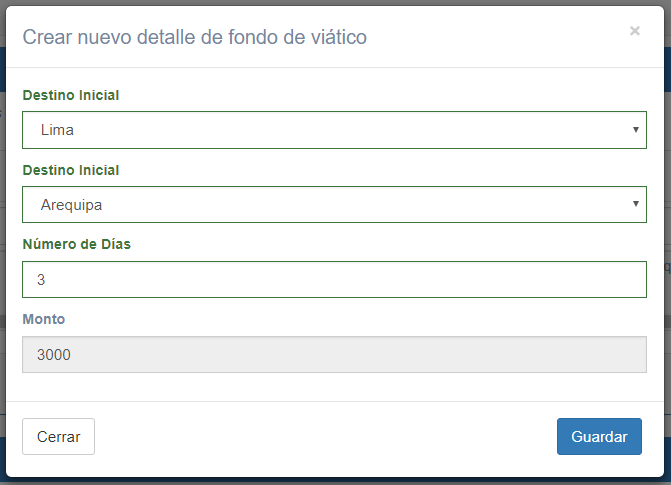 Crear nuevo detalle de fondo de viático ×
Destino Inicial
Lima
Destino Inicial
Arequipa
Número de Días
3
Monto
3000
Cerrar Guardar